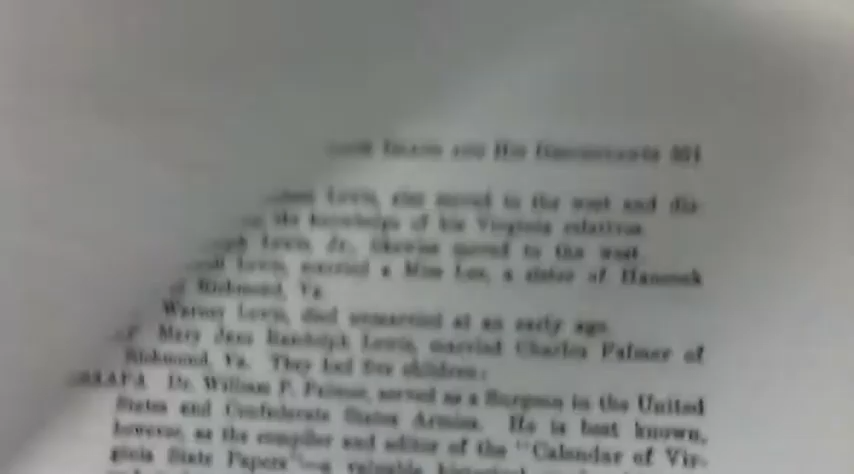 and His Descendants 301
Lewis, also moved to the west and dis-
the knowledge of his Virginia relatives.
Lewis, Jr., likewise moved to the west.
Lewis, married a Miss Lee, a sister of Hancock
Richmond, Va.
Warner Lewis, died unmarried at an early age.
Mary Jane Randolph Lewis, married Charles Palmer of
Richmond, Va. They had five children:
Dr. William P. Palmer, served as a Surgeon in the United
States and Confederate States Armies. He is best known,
however, as the compiler and editor of the "Calendar of Vir-
ginia State Papers"—a valuable historical